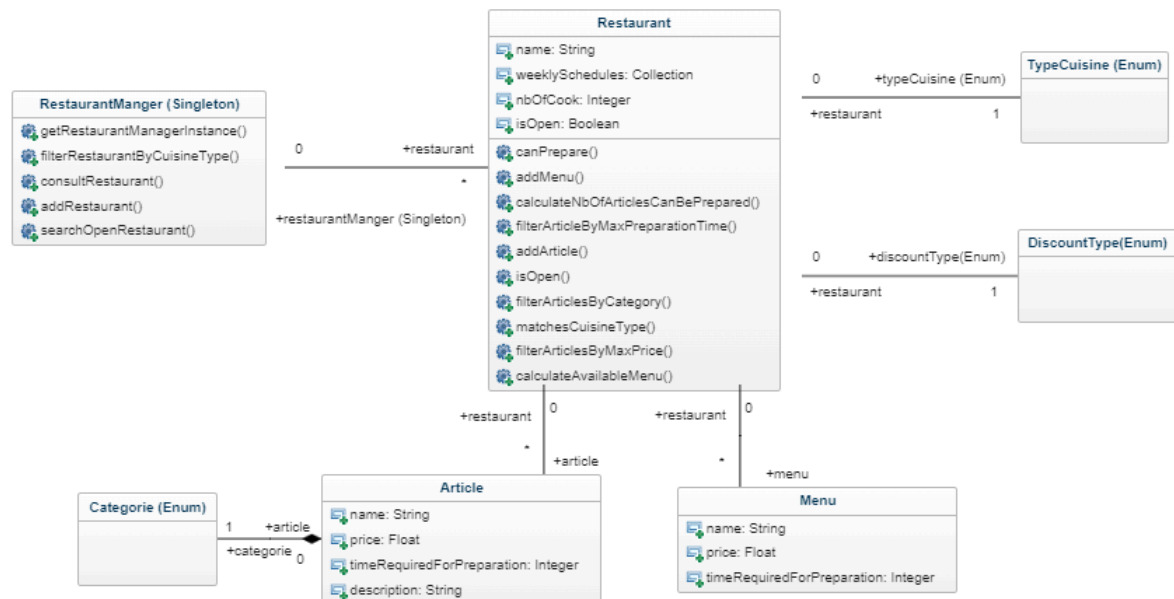 Restaurant
name: String
weeklySchedules: Collection
nbOfCook: Integer
isOpen: Boolean
canPrepare()
addMenu()
calculateNbOfArticlesCanBePrepared()
filterArticleByMaxPreparationTime()
addArticle()
isOpen()
filterArticlesByCategory()
matchesCuisineType()
filterArticlesByMaxPrice()
calculateAvailableMenu()
RestaurantManger (Singleton)
getRestaurantManagerInstance()
filterRestaurantByCuisineType()
consultRestaurant()
addRestaurant()
searchOpenRestaurant()
0 +restaurant
*
+restaurantManger (Singleton)
TypeCuisine (Enum)
0 +typeCuisine (Enum)
+restaurant 1
DiscountType(Enum)
0 +discountType(Enum)
+restaurant 1
+restaurant 0
* +article
+restaurant 0
* +menu
Categorie (Enum)
1 +article
+categorie 0
Article
name: String
price: Float
timeRequiredForPreparation: Integer
description: String
Menu
name: String
price: Float
timeRequiredForPreparation: Integer